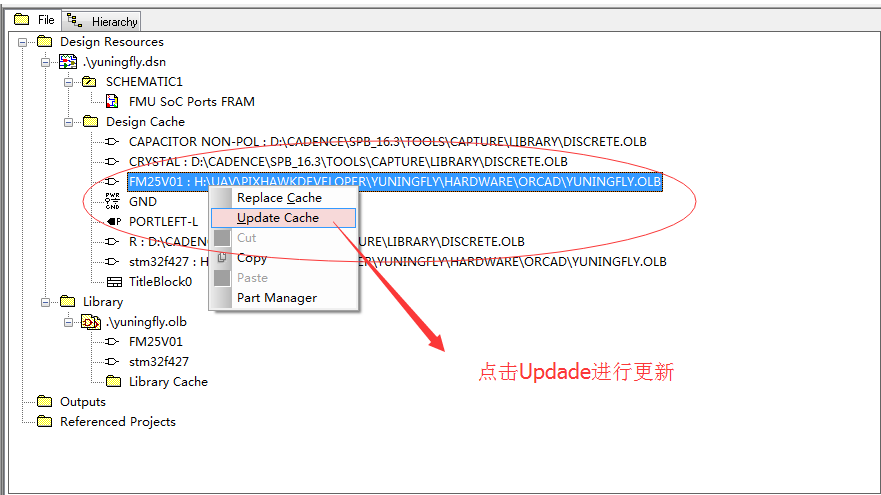 File Hierarchy
Design Resources
.\yuningfly.dsn
SCHEMATIC1
FMU SoC Ports FRAM
Design Cache
CAPACITOR NON-POL : D:\CADENCE\SPB_16.3\TOOLS\CAPTURE\LIBRARY\DISCRETE.OLB
CRYSTAL : D:\CADENCE\SPB_16.3\TOOLS\CAPTURE\LIBRARY\DISCRETE.OLB
FM25V01 : H:\UAV\PIXHAWKDEVELOPER\YUNINGFLY\HARDWARE\ORCAD\YUNINGFLY.OLB
PWR
GND
GND
PORTLEFT-L
R : D:\CADENC URE\LIBRARY\DISCRETE.OLB
stm32f427 : H ER\YUNINGFLY\HARDWARE\ORCAD\YUNINGFLY.OLB
TitleBlock0
Replace Cache
Update Cache
Cut
Copy
Paste
Part Manager
Library
.\yuningfly.olb
FM25V01
stm32f427
Library Cache
Outputs
Referenced Projects
点击Updade进行更新